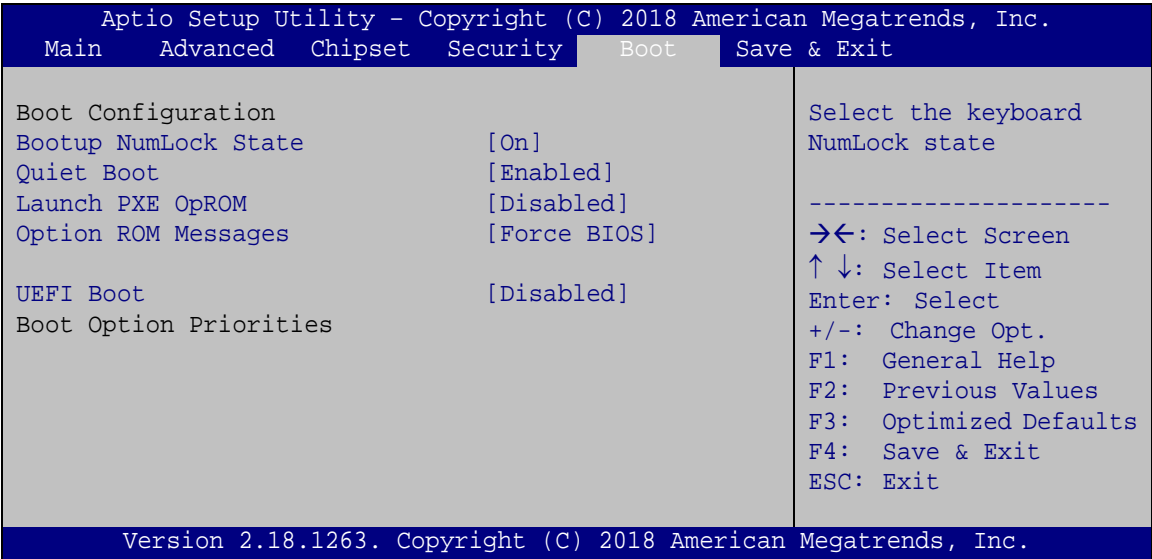 Aptio Setup Utility – Copyright (C) 2018 American Megatrends, Inc.
Main Advanced Chipset Security Boot Save & Exit
Boot Configuration
Bootup NumLock State [On]
Quiet Boot [Enabled]
Launch PXE OpROM [Disabled]
Option ROM Messages [Force BIOS]
UEFI Boot [Disabled]
Boot Option Priorities
Select the keyboard
NumLock state
---------------------
→←: Select Screen
↑ ↓: Select Item
Enter: Select
+/-: Change Opt.
F1: General Help
F2: Previous Values
F3: Optimized Defaults
F4: Save & Exit
ESC: Exit
Version 2.18.1263. Copyright (C) 2018 American Megatrends, Inc.